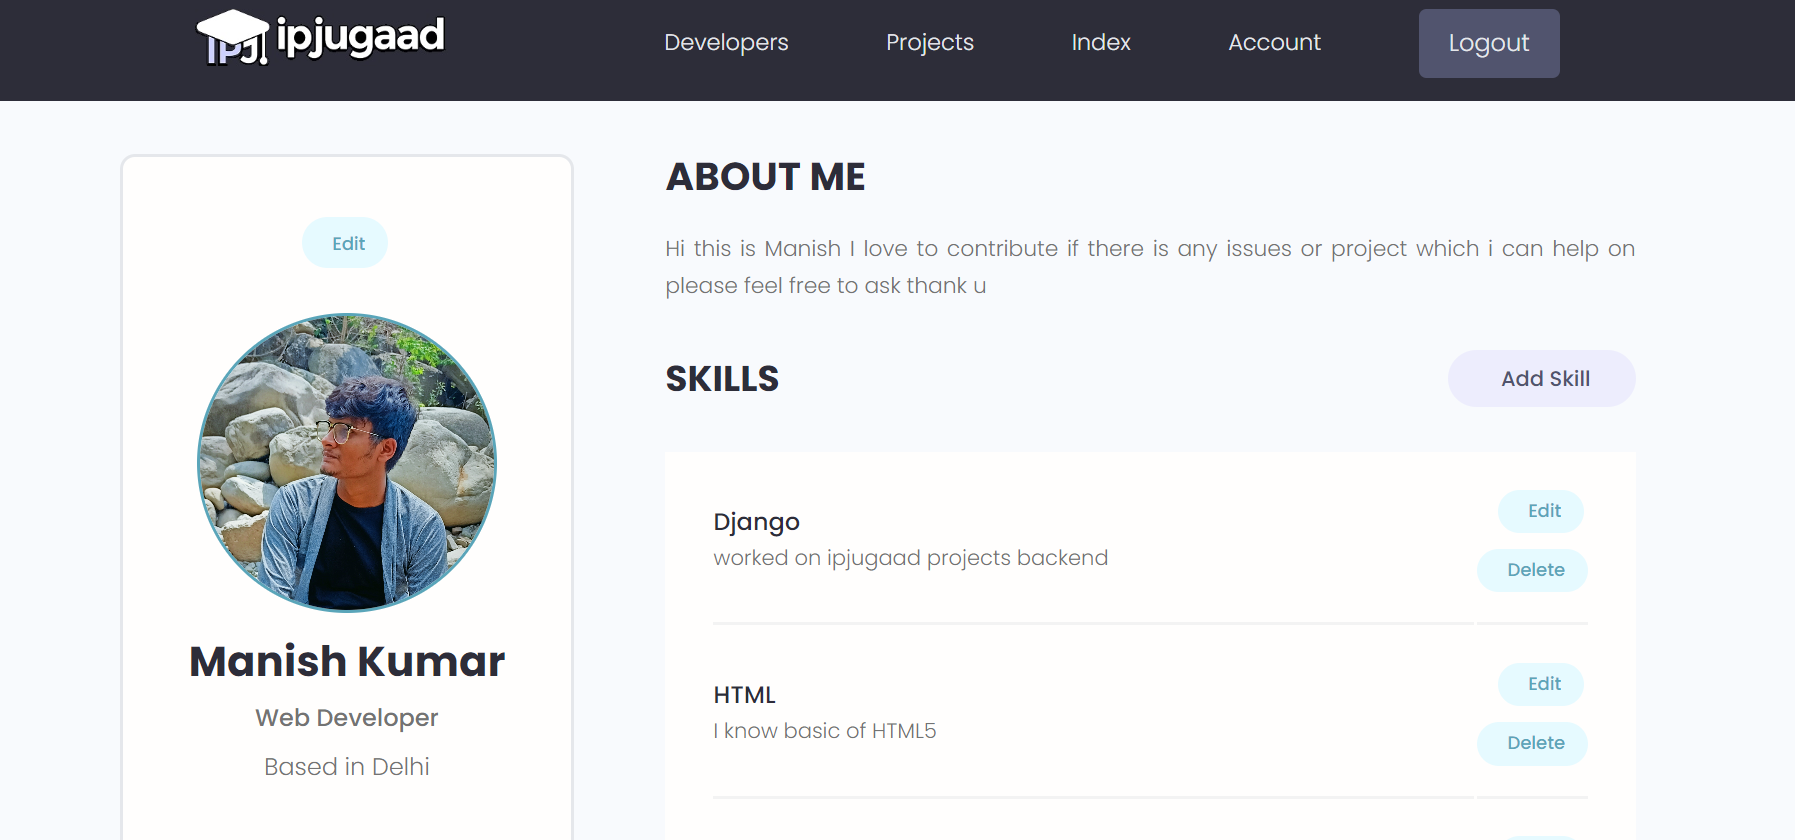 IPJ ipjugaad
Developers
Projects
Index
Account
Logout
Edit
Manish Kumar
Web Developer
Based in Delhi
ABOUT ME
Hi this is Manish I love to contribute if there is any issues or project which i can help on
please feel free to ask thank u
SKILLS
Add Skill
Django
worked on ipjugaad projects backend
Edit
Delete
HTML
I know basic of HTML5
Edit
Delete